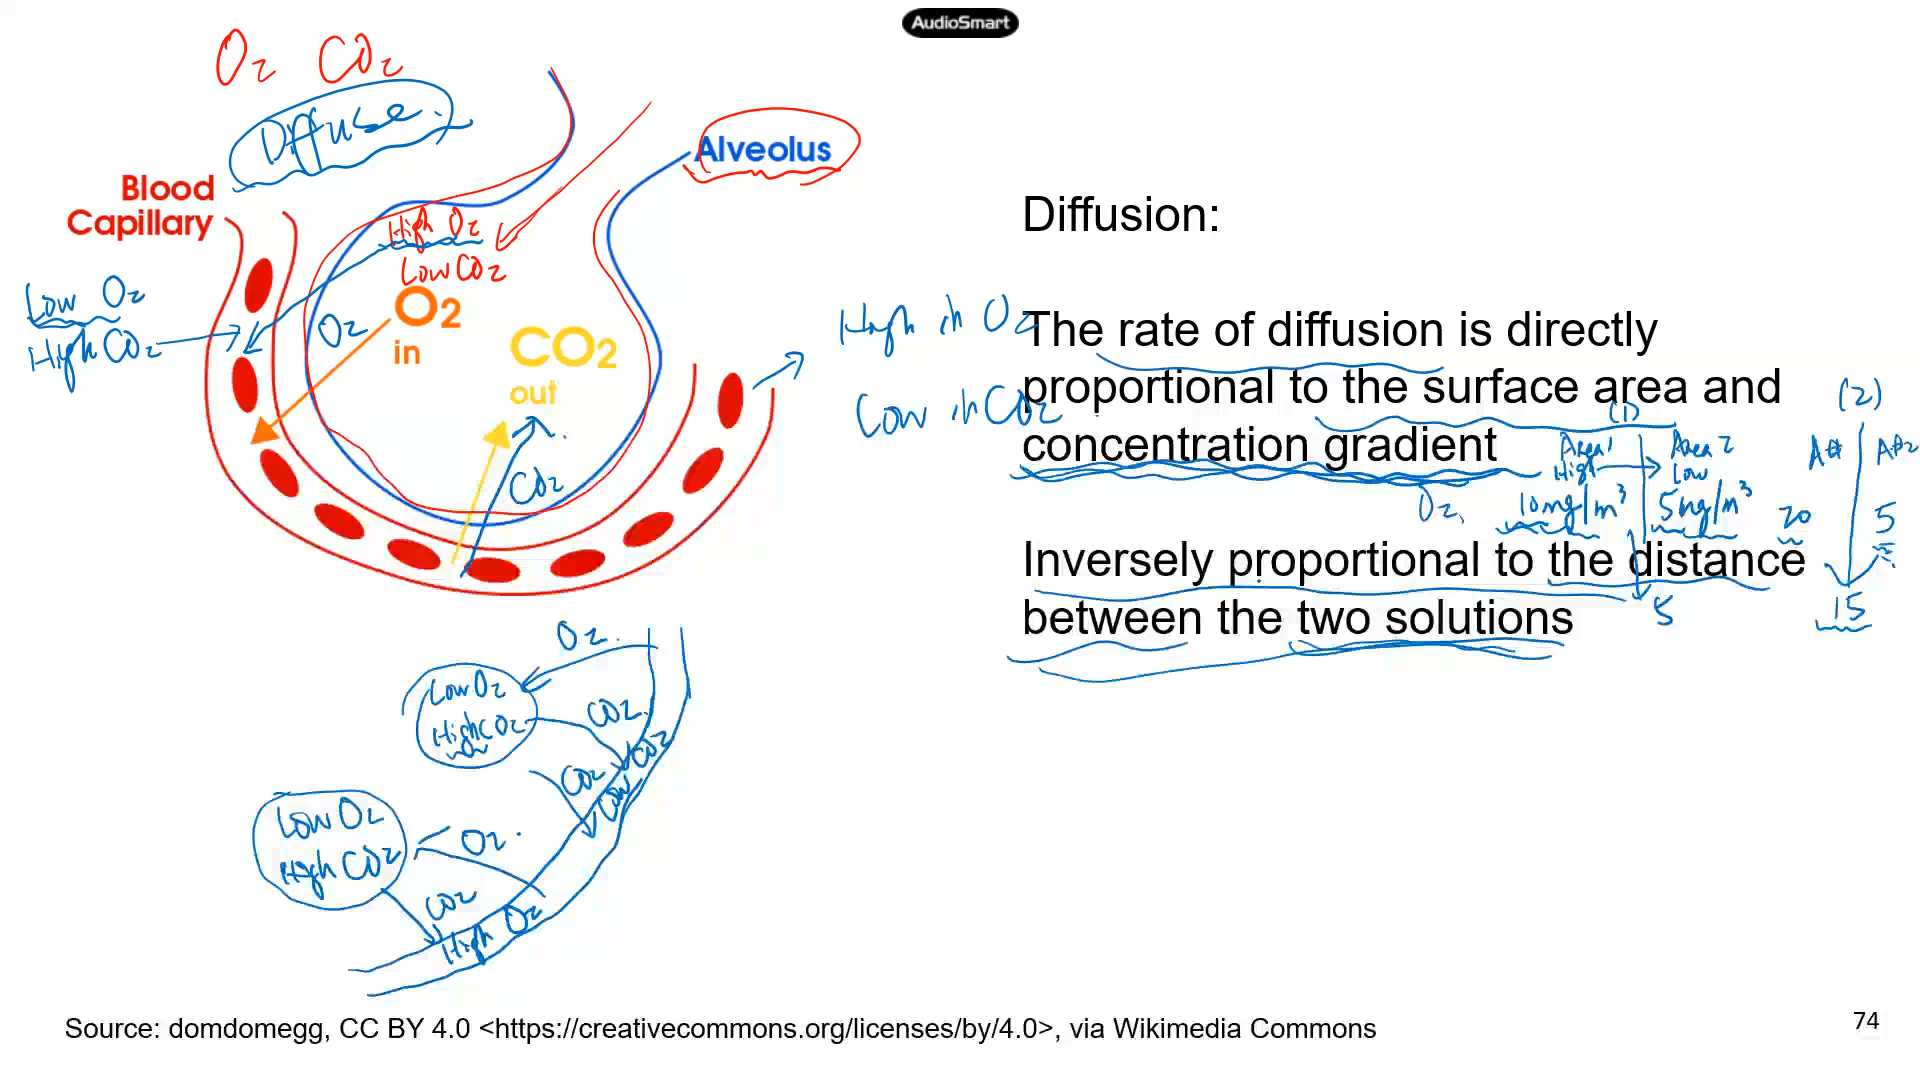 AudioSmart
O2 CO2
Diffuse.
Alveolus
Blood
Capillary
High O2
Low CO2
Low O2
High CO2
O2
O2
in
CO2
out
CO2
High in O2
Low in CO2
Diffusion:
The rate of diffusion is directly
proportional to the surface area and
concentration gradient
(1)
Area 1
High
10mg/m³
Area 2
Low
5mg/m³
O2
5
(2)
A#
A#2
20
5
15
Inversely proportional to the distance
between the two solutions
O2.
Low O2
High CO2
CO2
CO2
CO2
Low
Low O2
High CO2
O2
CO2
High O2
Source: domdomegg, CC BY 4.0 <https://creativecommons.org/licenses/by/4.0>, via Wikimedia Commons
74